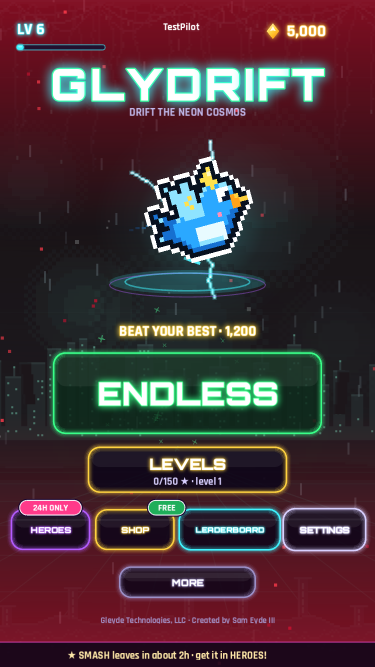 LV 6
TestPilot
5,000
GLYDRIFT
DRIFT THE NEON COSMOS
BEAT YOUR BEST · 1,200
ENDLESS
LEVELS
0/150 ★ · level 1
24H ONLY
FREE
HEROES
SHOP
LEADERBOARD
SETTINGS
MORE
Gleyde Technologies, LLC · Created by Sam Eyde III
★ SMASH leaves in about 2h · get it in HEROES!